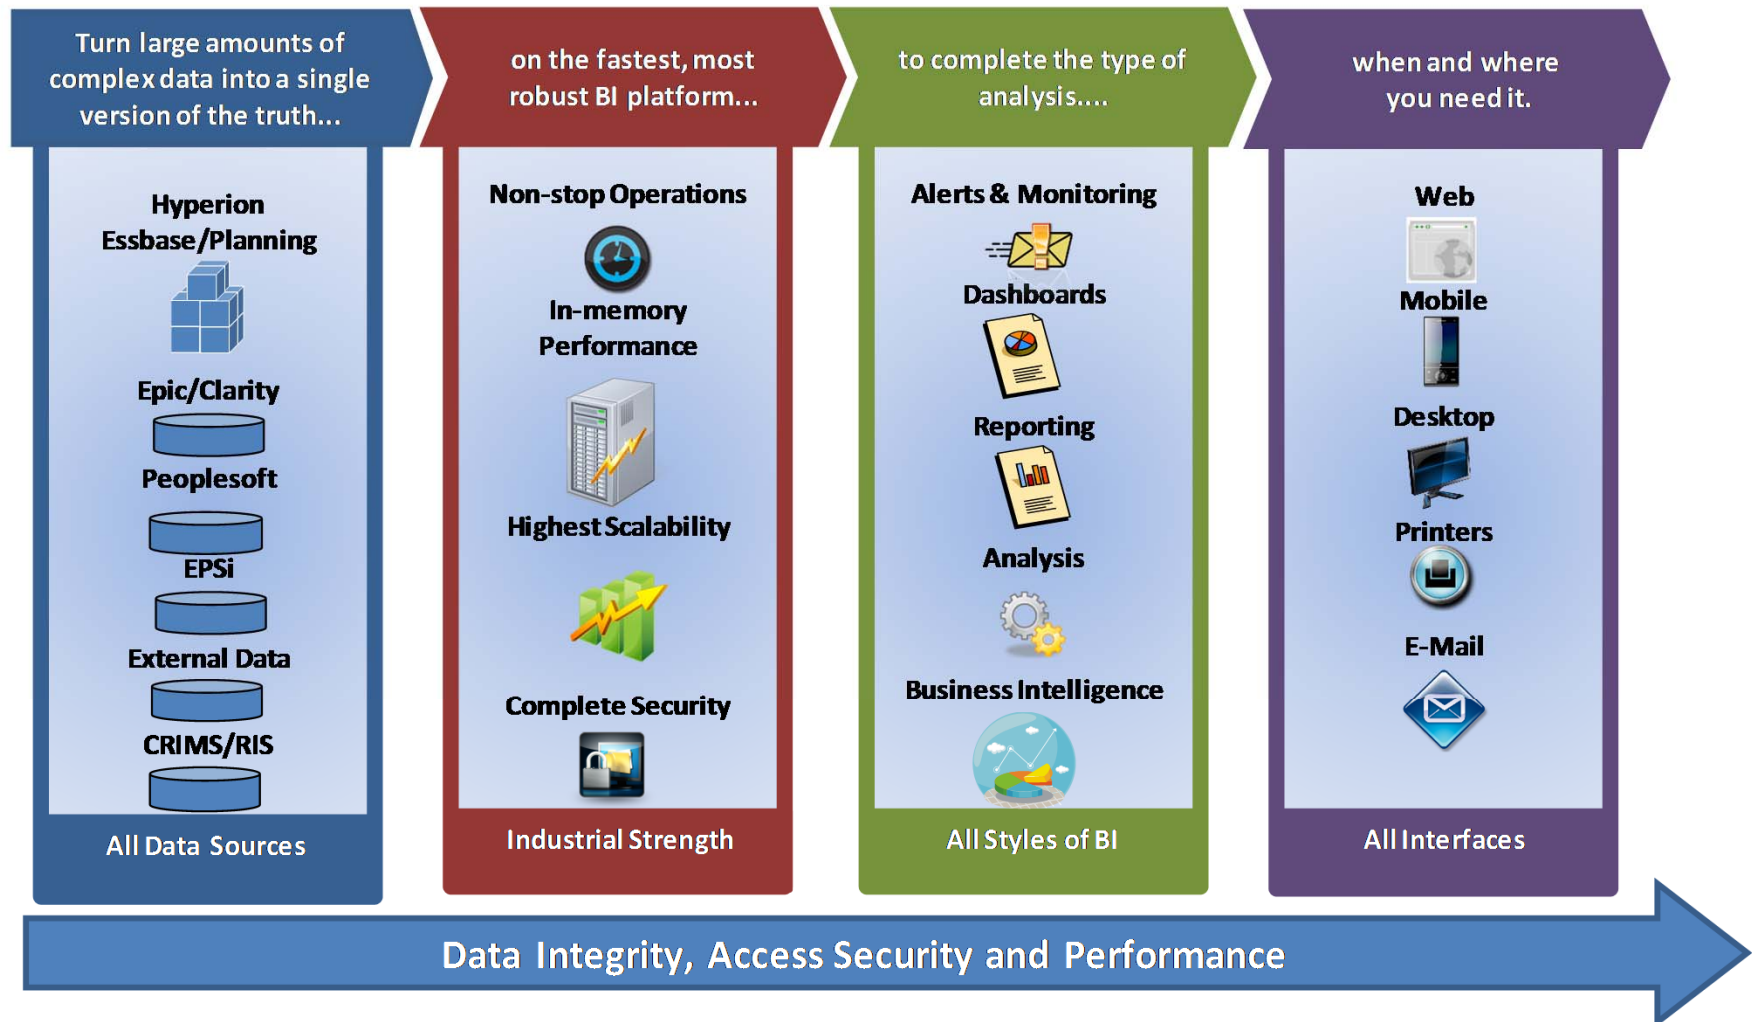 Turn large amounts of
complex data into a single
version of the truth...
on the fastest, most
robust BI platform...
to complete the type of
analysis....
when and where
you need it.
Hyperion
Essbase/Planning
Epic/Clarity
Peoplesoft
EPSi
External Data
CRIMS/RIS
All Data Sources
Non-stop Operations
In-memory
Performance
Highest Scalability
Complete Security
Industrial Strength
Alerts & Monitoring
Dashboards
Reporting
Analysis
Business Intelligence
All Styles of BI
Web
Mobile
Desktop
Printers
E-Mail
All Interfaces
Data Integrity, Access Security and Performance